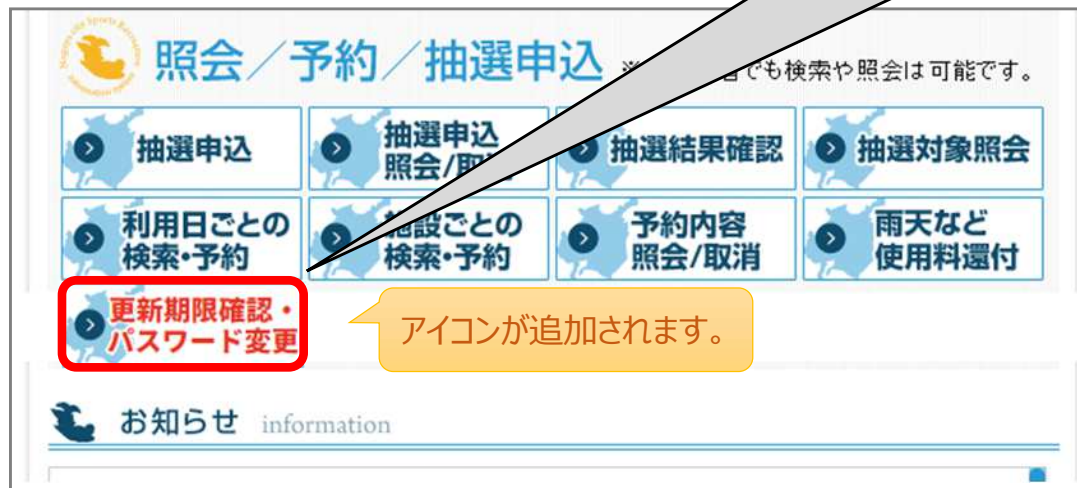 照会／予約／抽選申込 ※ でも検索や照会は可能です。
抽選申込
抽選申込
照会/取
抽選結果確認
抽選対象照会
利用日ごとの
検索・予約
施設ごとの
検索・予約
予約内容
照会/取消
雨天など
使用料還付
更新期限確認・
パスワード変更
アイコンが追加されます。
お知らせ information